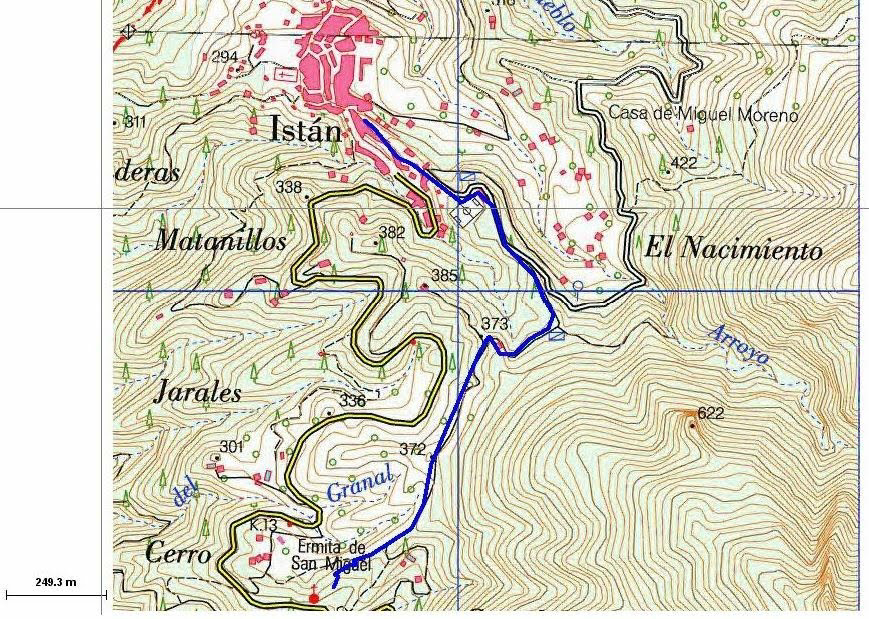 ueblo
294
Casa de Miguel Moreno
311
Istán
deras
422
338
Matanillos
382
El Nacimiento
385
373
Arroyo
Jarales
336
622
301
372
del
Granal
K.13
Cerro
Ermita de
San Miguel
249.3 m